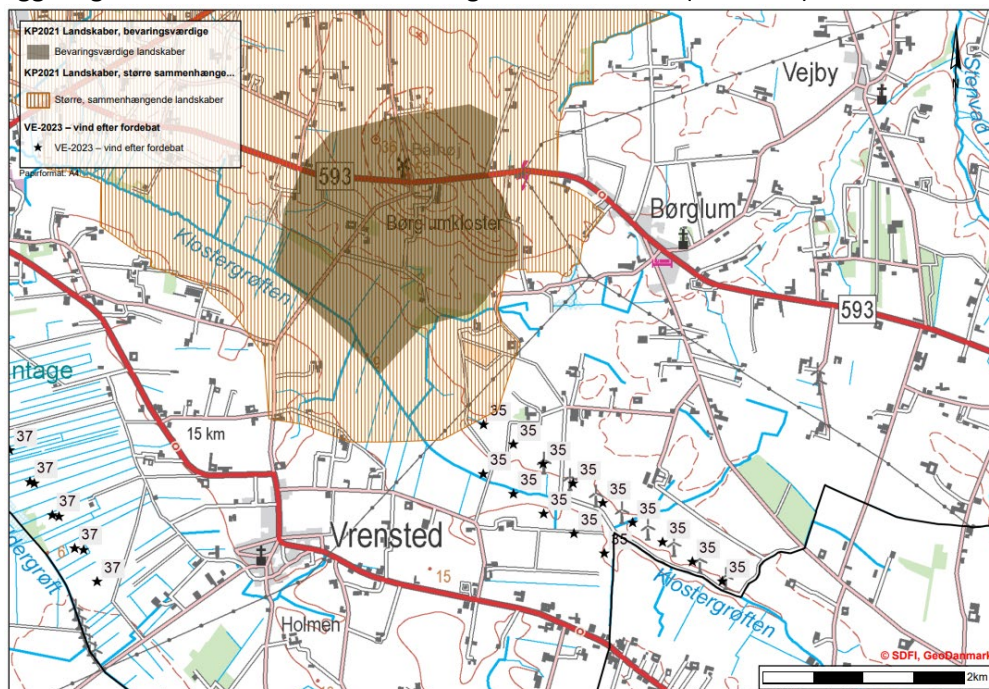 KP2021 Landskaber, bevaringsværdige
Bevaringsværdige landskaber
KP2021 Landskaber, større sammenhænge...
Større, sammenhængende landskaber
VE-2023 – vind efter fordebat
VE-2023 – vind efter fordebat
Papirformat: A4
Vejby
Stenvad
593
Børglum
Børglumkloster
Klostergrøften
593
ntage
15 km
35
35
35
35
35
35
35
35
35
35
35
35
35
35
37
37
37
37
37
Vrensted
15
Holmen
Klostergrøften
© SDFI, GeoDanmark
2km